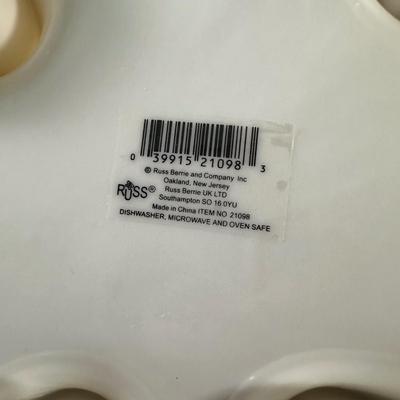 0 39915 21098 3
© Russ Berrie and Company Inc
Oakland, New Jersey
RUSS® Russ Berrie UK LTD
Southampton SO 16 0YU
Made in China ITEM NO 21098
DISHWASHER, MICROWAVE AND OVEN SAFE